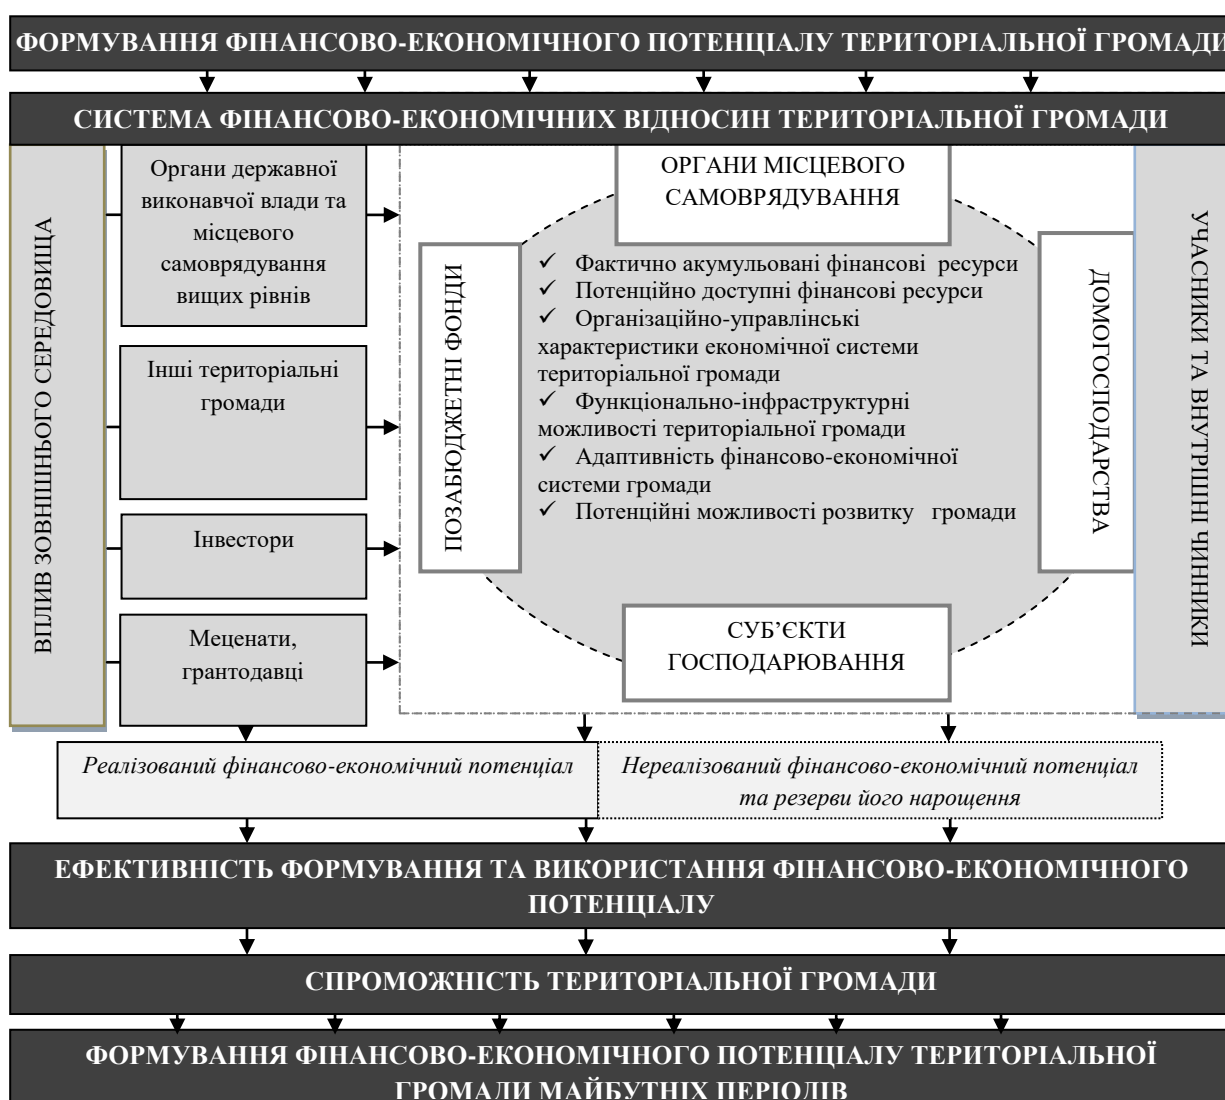 ФОРМУВАННЯ ФІНАНСОВО-ЕКОНОМІЧНОГО ПОТЕНЦІАЛУ ТЕРИТОРІАЛЬНОЇ ГРОМАДИ
СИСТЕМА ФІНАНСОВО-ЕКОНОМІЧНИХ ВІДНОСИН ТЕРИТОРІАЛЬНОЇ ГРОМАДИ
ВПЛИВ ЗОВНІШНЬОГО СЕРЕДОВИЩА
Органи державної
виконавчої влади та
місцевого
самоврядування
вищих рівнів
Інші територіальні
громади
Інвестори
Меценати,
грантодавці
ОРГАНИ МІСЦЕВОГО
САМОВРЯДУВАННЯ
ПОЗАБЮДЖЕТНІ ФОНДИ
✓ Фактично акумульовані фінансові ресурси
✓ Потенційно доступні фінансові ресурси
✓ Організаційно-управлінські
характеристики економічної системи
територіальної громади
✓ Функціонально-інфраструктурні
можливості територіальної громади
✓ Адаптивність фінансово-економічної
системи громади
✓ Потенційні можливості розвитку громади
ДОМОГОСПОДАРСТВА
СУБ’ЄКТИ
ГОСПОДАРЮВАННЯ
УЧАСНИКИ ТА ВНУТРІШНІ ЧИННИКИ
Реалізований фінансово-економічний потенціал
Нереалізований фінансово-економічний потенціал
та резерви його нарощення
ЕФЕКТИВНІСТЬ ФОРМУВАННЯ ТА ВИКОРИСТАННЯ ФІНАНСОВО-ЕКОНОМІЧНОГО
ПОТЕНЦІАЛУ
СПРОМОЖНІСТЬ ТЕРИТОРІАЛЬНОЇ ГРОМАДИ
ФОРМУВАННЯ ФІНАНСОВО-ЕКОНОМІЧНОГО ПОТЕНЦІАЛУ ТЕРИТОРІАЛЬНОЇ
ГРОМАДИ МАЙБУТНІХ ПЕРІОДІВ